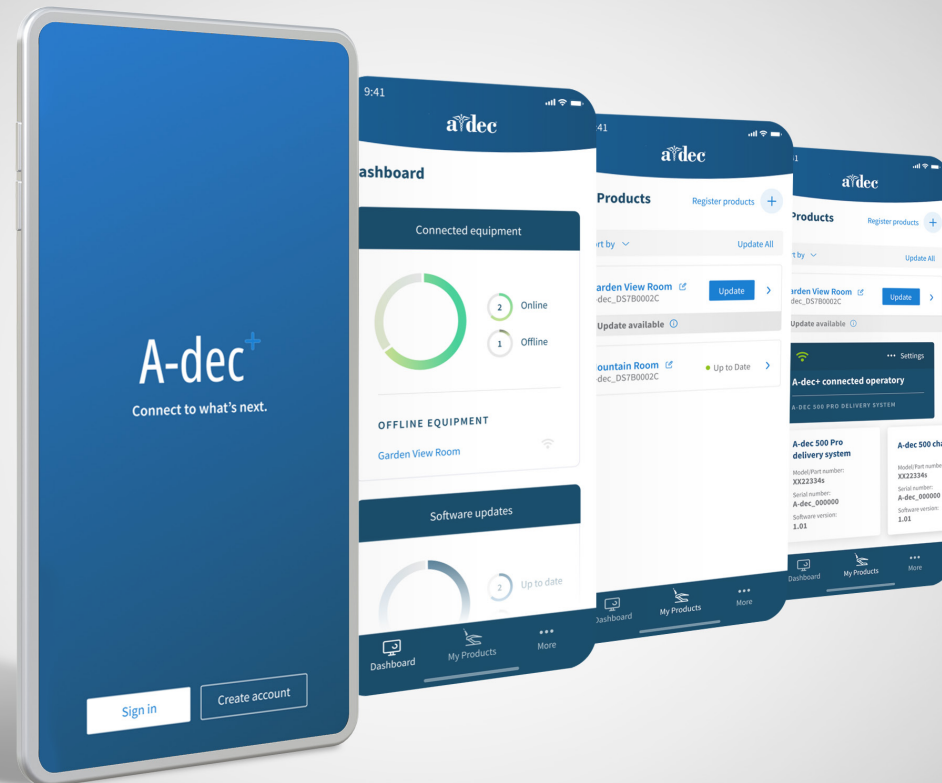 A-dec+
Connect to what's next.
Sign in
Create account
9:41
a dec
ashboard
Connected equipment
2 Online
1 Offline
OFFLINE EQUIPMENT
Garden View Room
Software updates
2 Up to date
Dashboard
My Products
More
41
a dec
Products
Register products +
rt by
Update All
arden View Room
Update
-dec_DS7B0002C
Update available
ountain Room
Up to Date
-dec_DS7B0002C
Dashboard
My Products
More
a dec
Products
Register products +
t by
Update All
arden View Room
Update
dec_DS7B0002C
Update available
Settings
A-dec+ connected operatory
A-DEC 500 PRO DELIVERY SYSTEM
A-dec 500 Pro
delivery system
Model/Part number:
XX22334s
Serial number:
A-dec_000000
Software version:
1.01
A-dec 500 cha
Model/Part numbe
XX22334s
Serial number:
A-dec_000000
Software version:
1.01
Dashboard
My Products
More